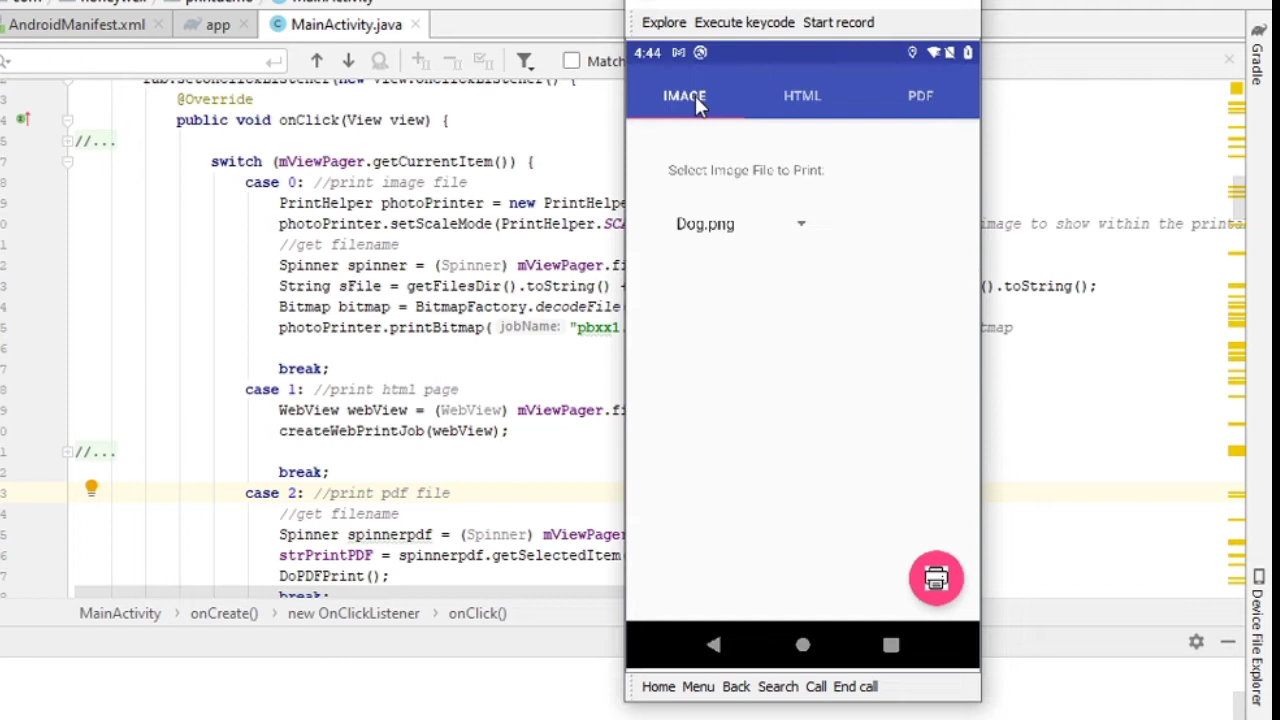 AndroidManifest.xml
app
MainActivity.java
Explore Execute keycode Start record
Match
4:44
IMAGE HTML PDF
Select Image File to Print:
Dog.png
@Override
public void onClick(View view) {
//...
switch (mViewPager.getCurrentItem()) {
case 0: //print image file
PrintHelper photoPrinter = new PrintHelpe
photoPrinter.setScaleMode(PrintHelper.SCA
image to show within the printa
//get filename
Spinner spinner = (Spinner) mViewPager.fi
String sFile = getFilesDir().toString() +
().toString();
Bitmap bitmap = BitmapFactory.decodeFile(
photoPrinter.printBitmap( jobName: "pbxx1.
tmap
break;
case 1: //print html page
WebView webView = (WebView) mViewPager.fi
createWebPrintJob(webView);
//...
break;
case 2: //print pdf file
//get filename
Spinner spinnerpdf = (Spinner) mViewPager
strPrintPDF = spinnerpdf.getSelectedItem(
DoPDFPrint();
break;
MainActivity › onCreate() › new OnClickListener › onClick()
Home Menu Back Search Call End call
Gradle
Device File Explorer